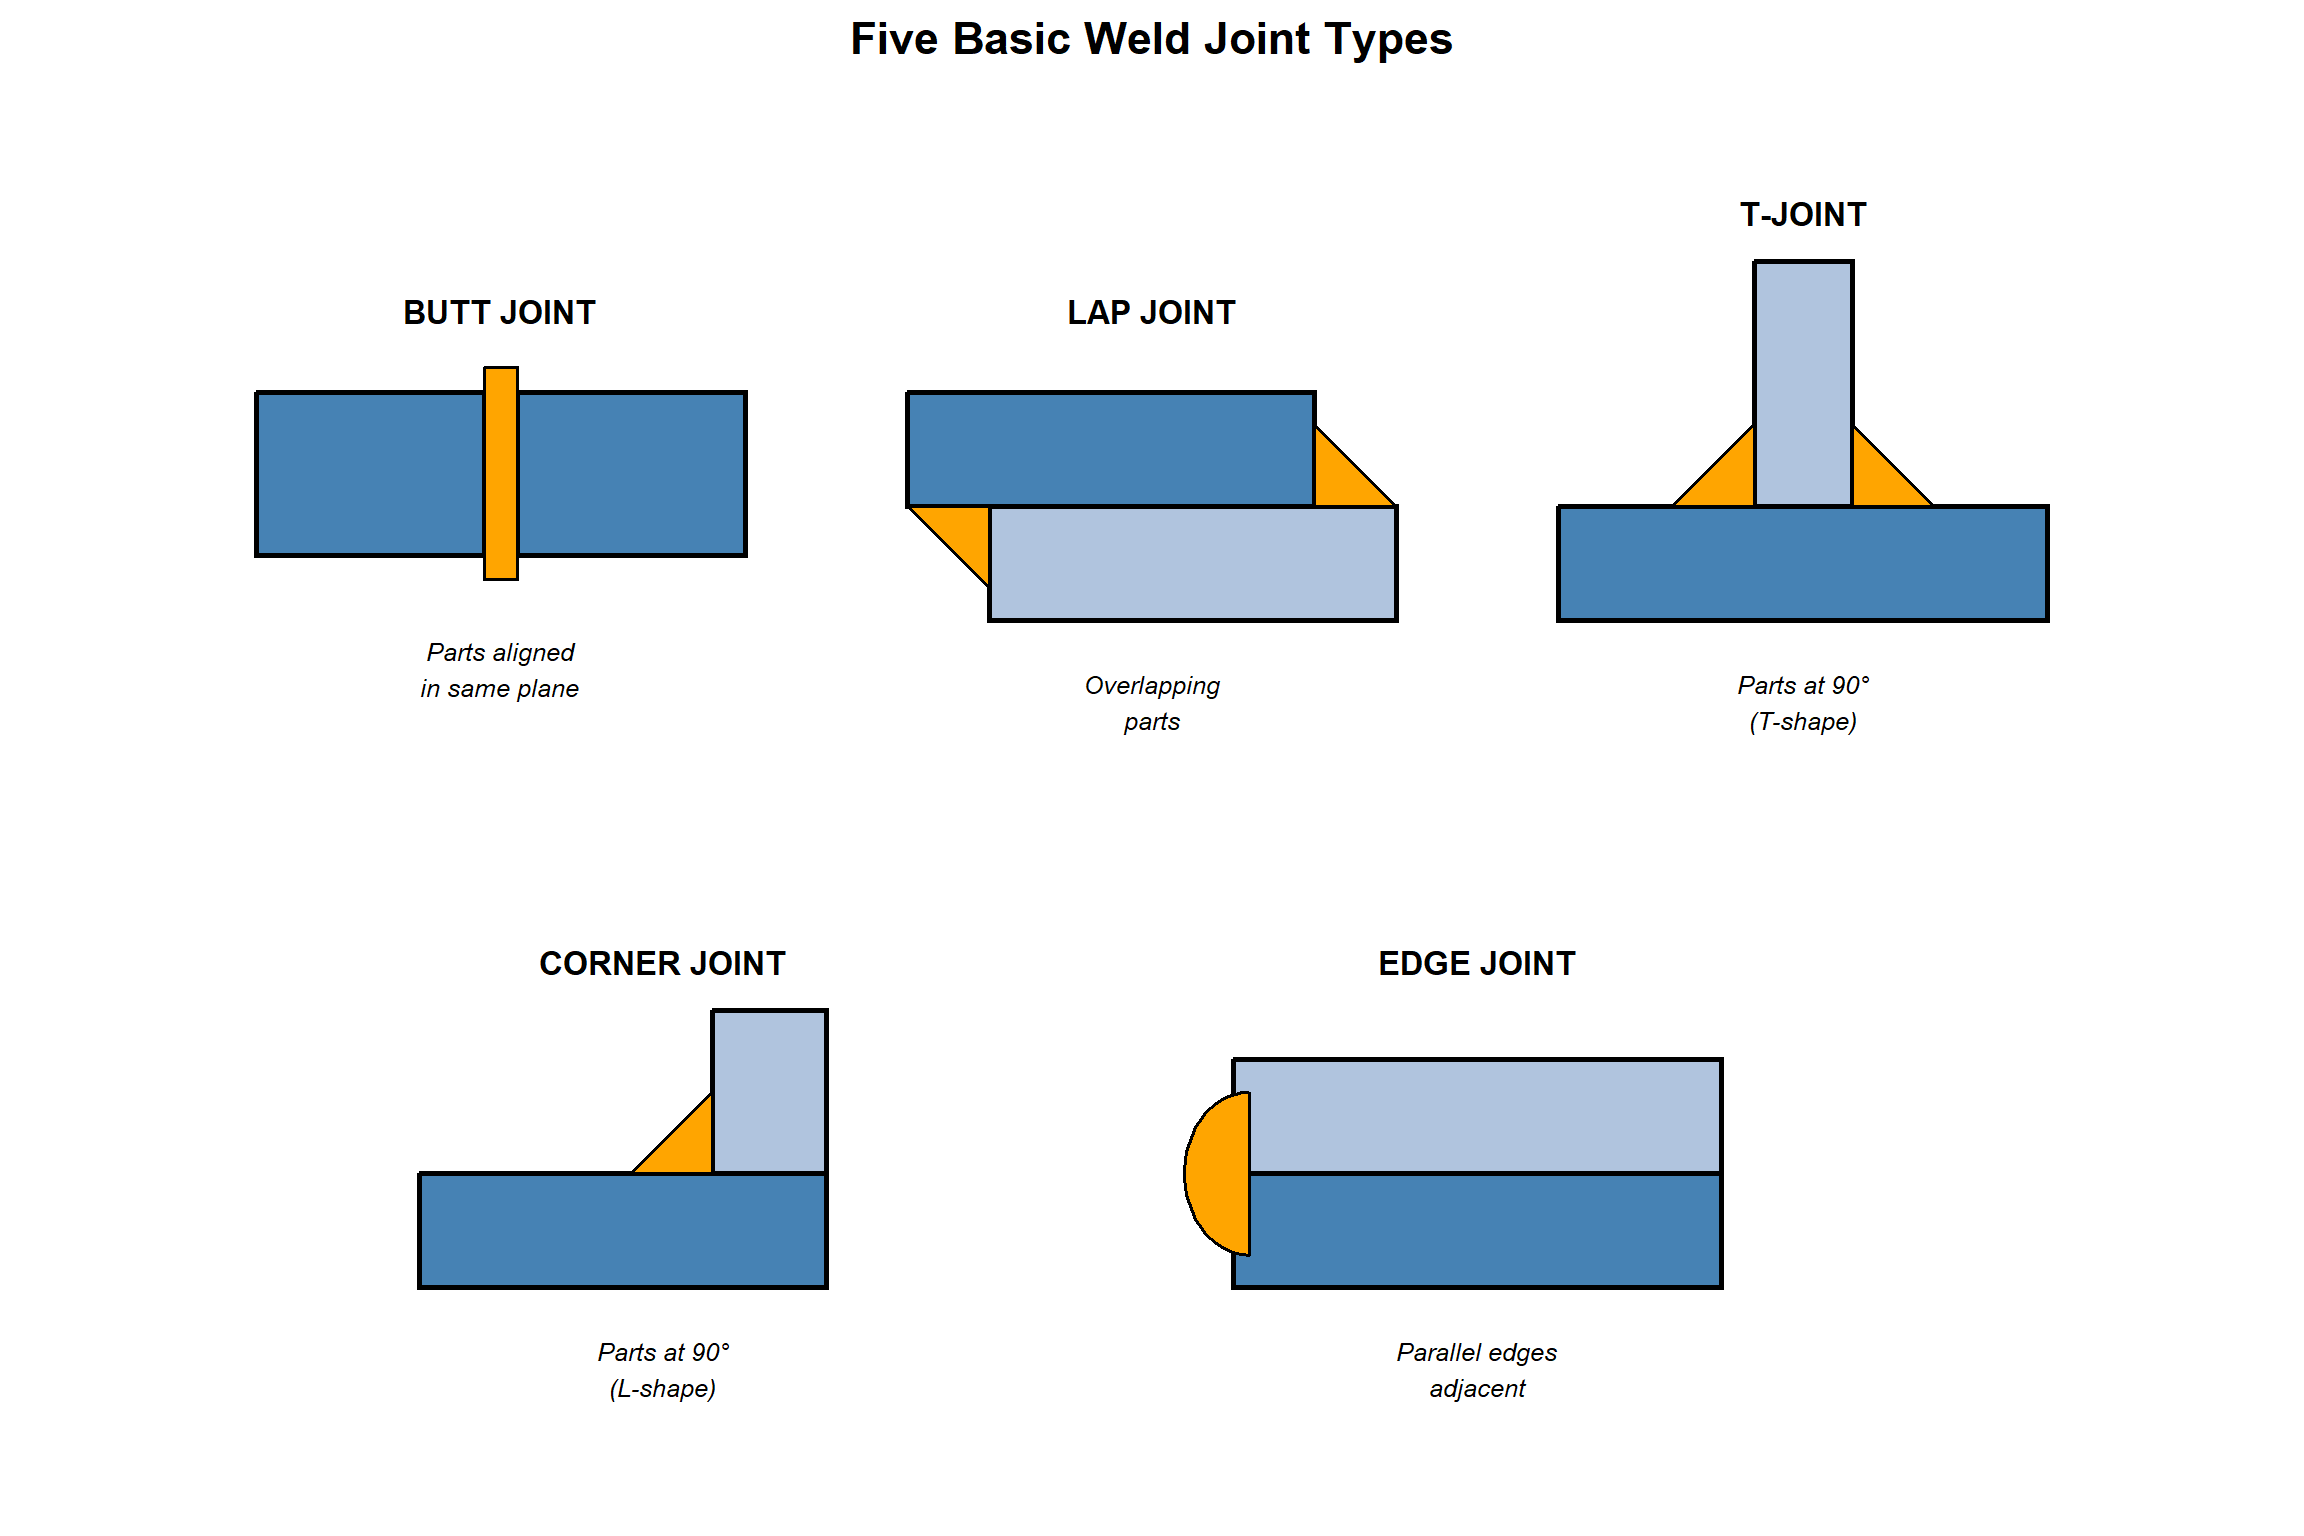 Five Basic Weld Joint Types
T-JOINT
BUTT JOINT
LAP JOINT
Parts aligned
in same plane
Overlapping
parts
Parts at 90°
(T-shape)
CORNER JOINT
EDGE JOINT
Parts at 90°
(L-shape)
Parallel edges
adjacent